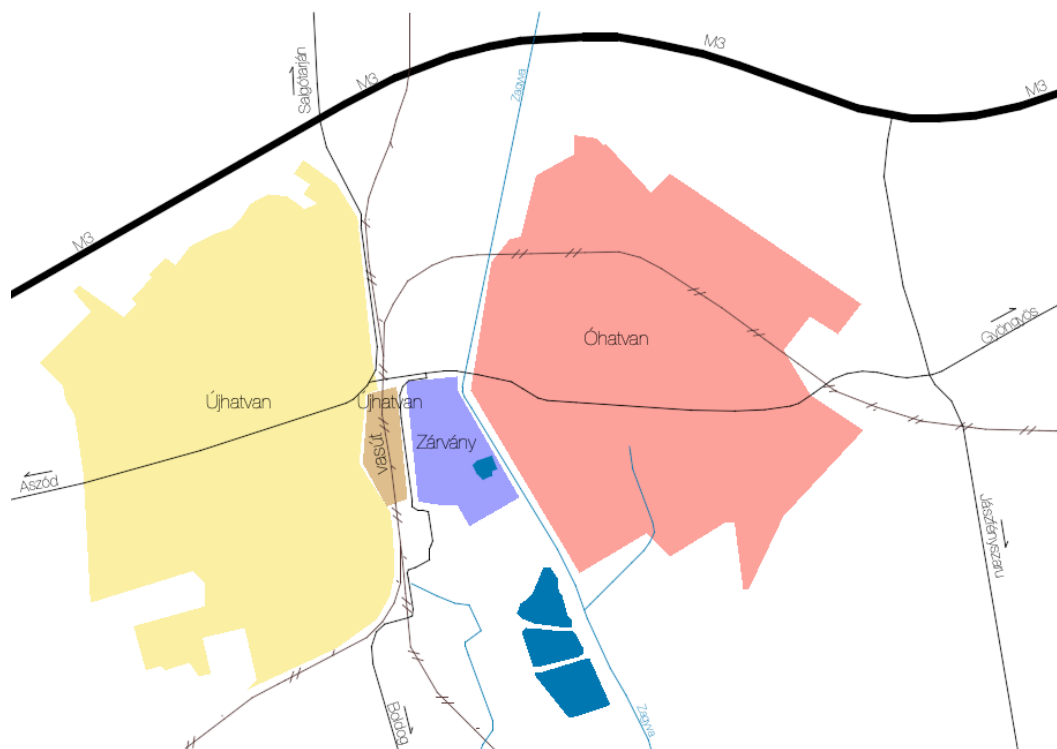 M3
M3
M3
M3
Salgótarján
Zagyva
Gyöngyös
Óhatvan
Újhatvan
Újhatvan
vasút
Zárvány
Aszód
Jászfényszaru
Boldog
Zagyva